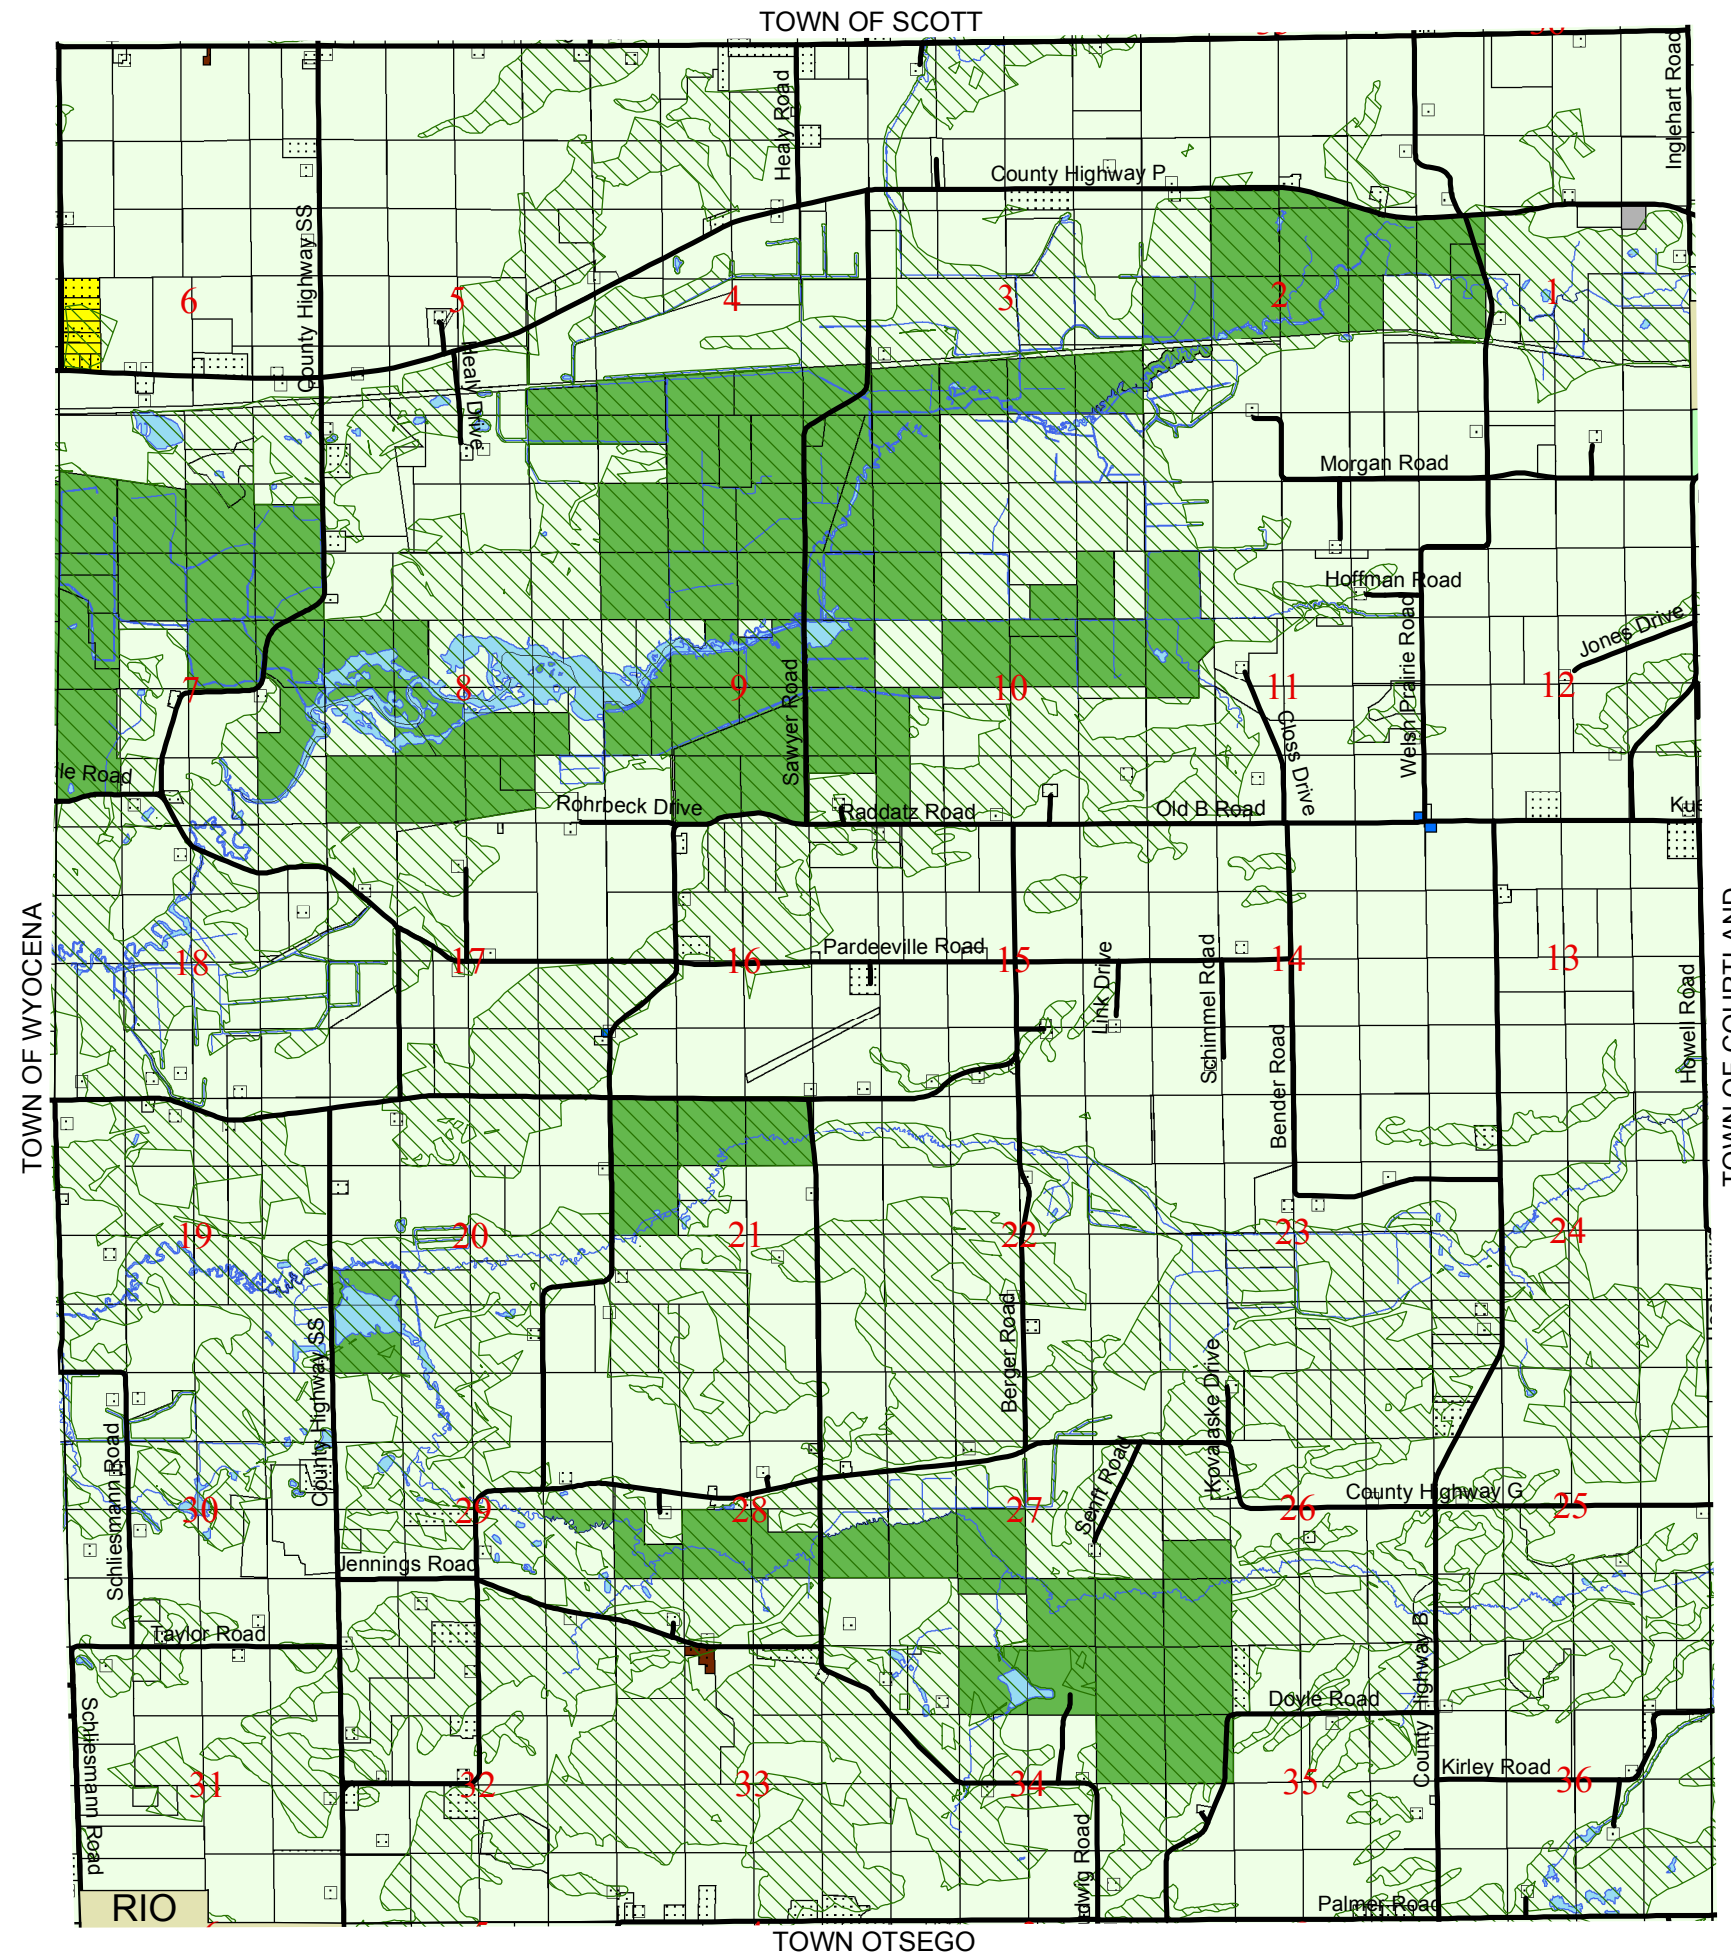 TOWN OF SCOTT
Healy Road
Inglehart Road
County Highway P
County Highway SS
6
5
4
3
2
1
Healy Drive
Morgan Road
Hoffman Road
Welsh Prairie Road
Jones Drive
7
8
9
10
11
12
Sawyer Road
Closs Drive
Rohrbeck Drive
Raddatz Road
Old B Road
TOWN OF WYOCENA
18
17
16
Pardeeville Road
15
14
13
Link Drive
Schimmel Road
Bender Road
Howell Road
19
20
21
22
23
24
County Highway SS
Berger Road
Kovalaske Drive
Schliesmann Road
Senft Road
30
29
28
27
26
County Highway G
25
Jennings Road
Taylor Road
County Highway B
Doyle Road
Kirley Road
Schliesmann Road
31
32
33
34
35
36
Palmer Road
RIO
TOWN OTSEGO